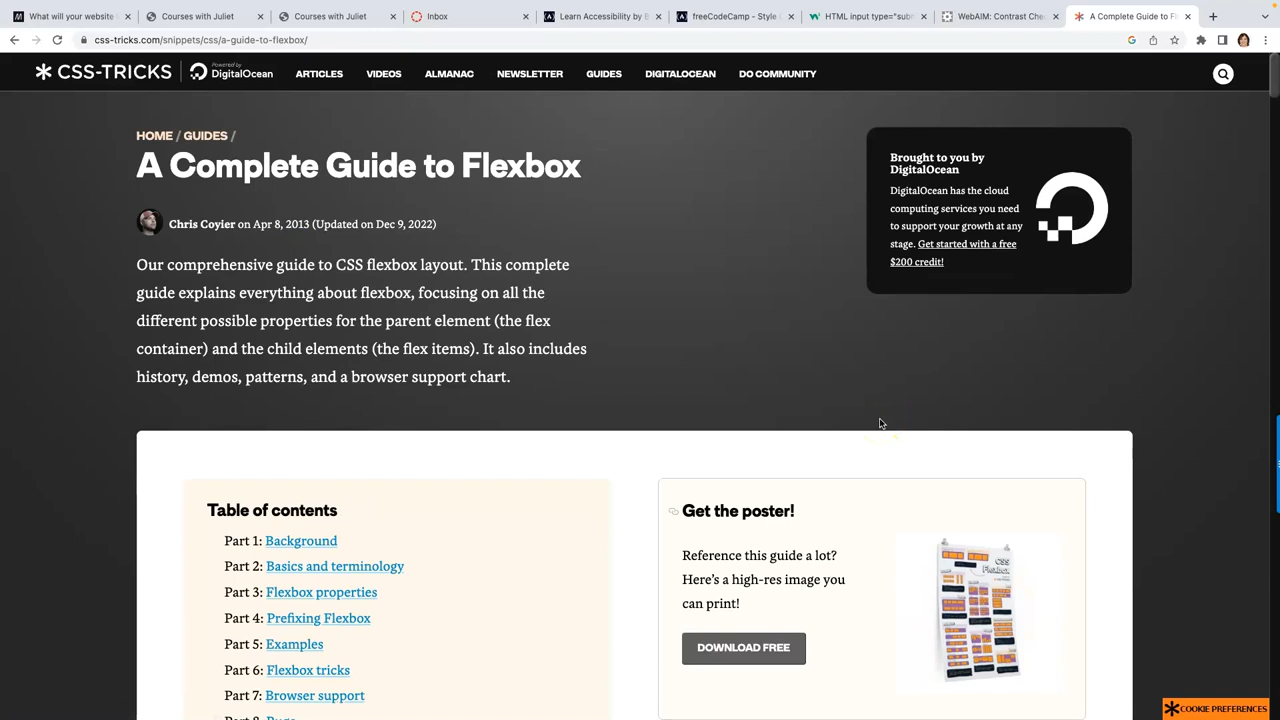 What will your website
Courses with Juliet
Courses with Juliet
Inbox
Learn Accessibility by B
freeCodeCamp - Style
HTML input type="subm
WebAIM: Contrast Che
A Complete Guide to Fl
css-tricks.com/snippets/css/a-guide-to-flexbox/
CSS-TRICKS
Powered by
DigitalOcean
ARTICLES
VIDEOS
ALMANAC
NEWSLETTER
GUIDES
DIGITALOCEAN
DO COMMUNITY
HOME / GUIDES /
A Complete Guide to Flexbox
Chris Coyier on Apr 8, 2013 (Updated on Dec 9, 2022)
Our comprehensive guide to CSS flexbox layout. This complete
guide explains everything about flexbox, focusing on all the
different possible properties for the parent element (the flex
container) and the child elements (the flex items). It also includes
history, demos, patterns, and a browser support chart.
Brought to you by
DigitalOcean
DigitalOcean has the cloud
computing services you need
to support your growth at any
stage. Get started with a free
$200 credit!
Table of contents
Part 1: Background
Part 2: Basics and terminology
Part 3: Flexbox properties
Part 4: Prefixing Flexbox
Part 5: Examples
Part 6: Flexbox tricks
Part 7: Browser support
Part 8: Bugs
Get the poster!
Reference this guide a lot?
Here's a high-res image you
can print!
DOWNLOAD FREE
CSS
Flexbox
COOKIE PREFERENCES